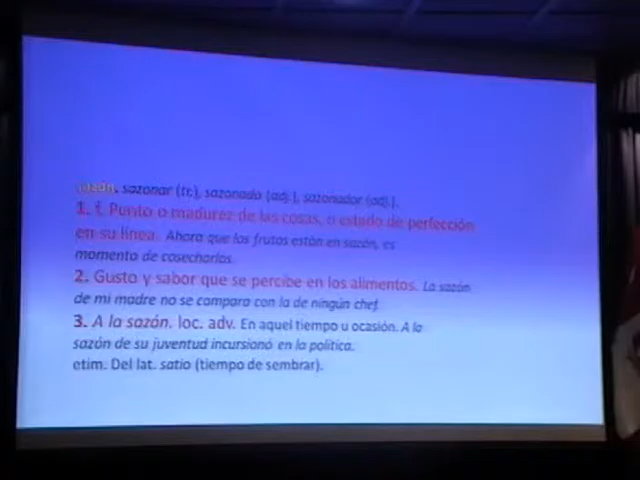 sazón, sazonar (tr.), sazonado (adj.), sazonador (adj.).
1. f. Punto o madurez de las cosas, o estado de perfección
en su línea. Ahora que los frutos están en sazón, es
momento de cosecharlos.
2. Gusto y sabor que se percibe en los alimentos. La sazón
de mi madre no se compara con la de ningún chef.
3. A la sazón. loc. adv. En aquel tiempo u ocasión. A la
sazón de su juventud incursionó en la política.
etim. Del lat. satio (tiempo de sembrar).